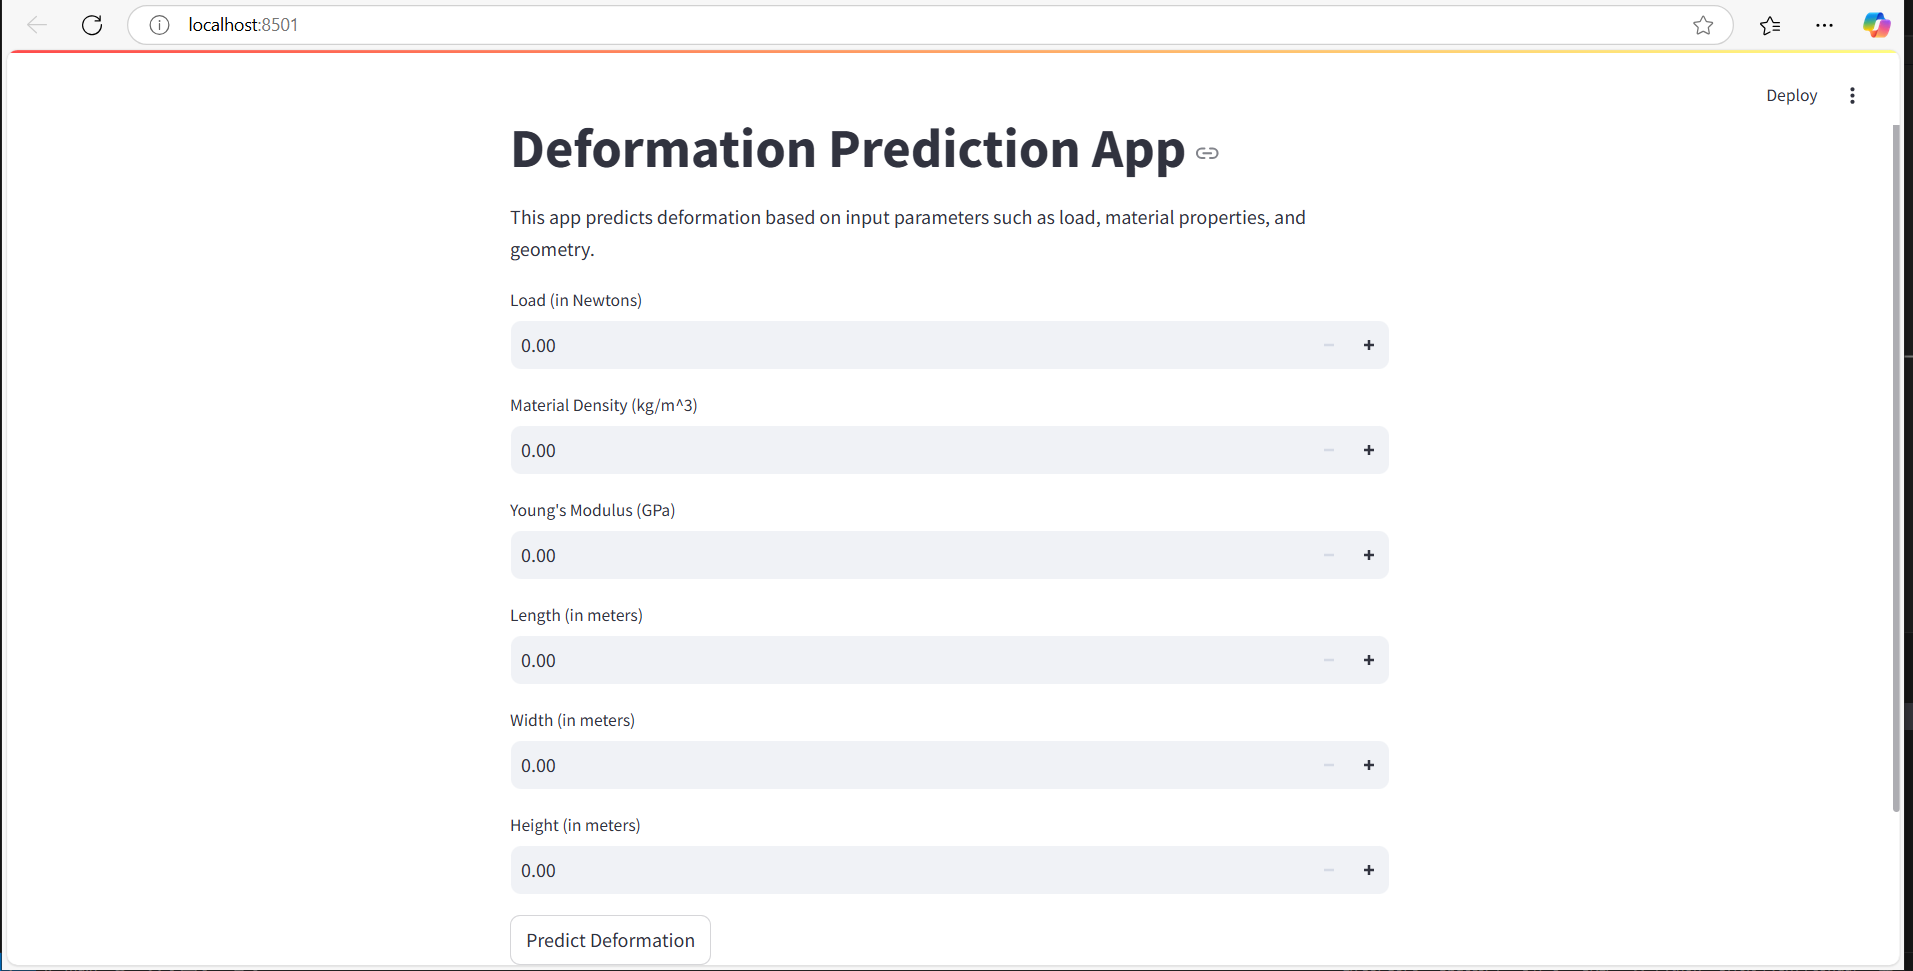 localhost:8501
Deploy
Deformation Prediction App
This app predicts deformation based on input parameters such as load, material properties, and
geometry.
Load (in Newtons)
0.00
Material Density (kg/m^3)
0.00
Young's Modulus (GPa)
0.00
Length (in meters)
0.00
Width (in meters)
0.00
Height (in meters)
0.00
Predict Deformation